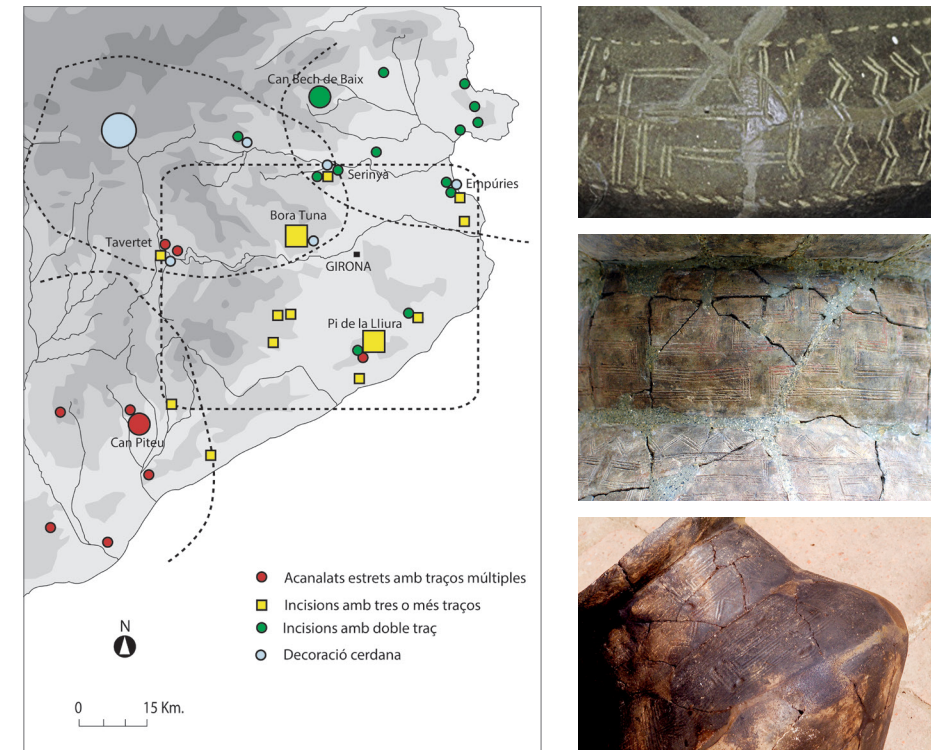 Can Bech de Baix
Serinyà
Empúries
Bora Tuna
Tavertet
GIRONA
Pi de la Lliura
Can Piteu
Acanalats estrets amb traços múltiples
Incisions amb tres o més traços
Incisions amb doble traç
Decoració cerdana
N
0 15 Km.